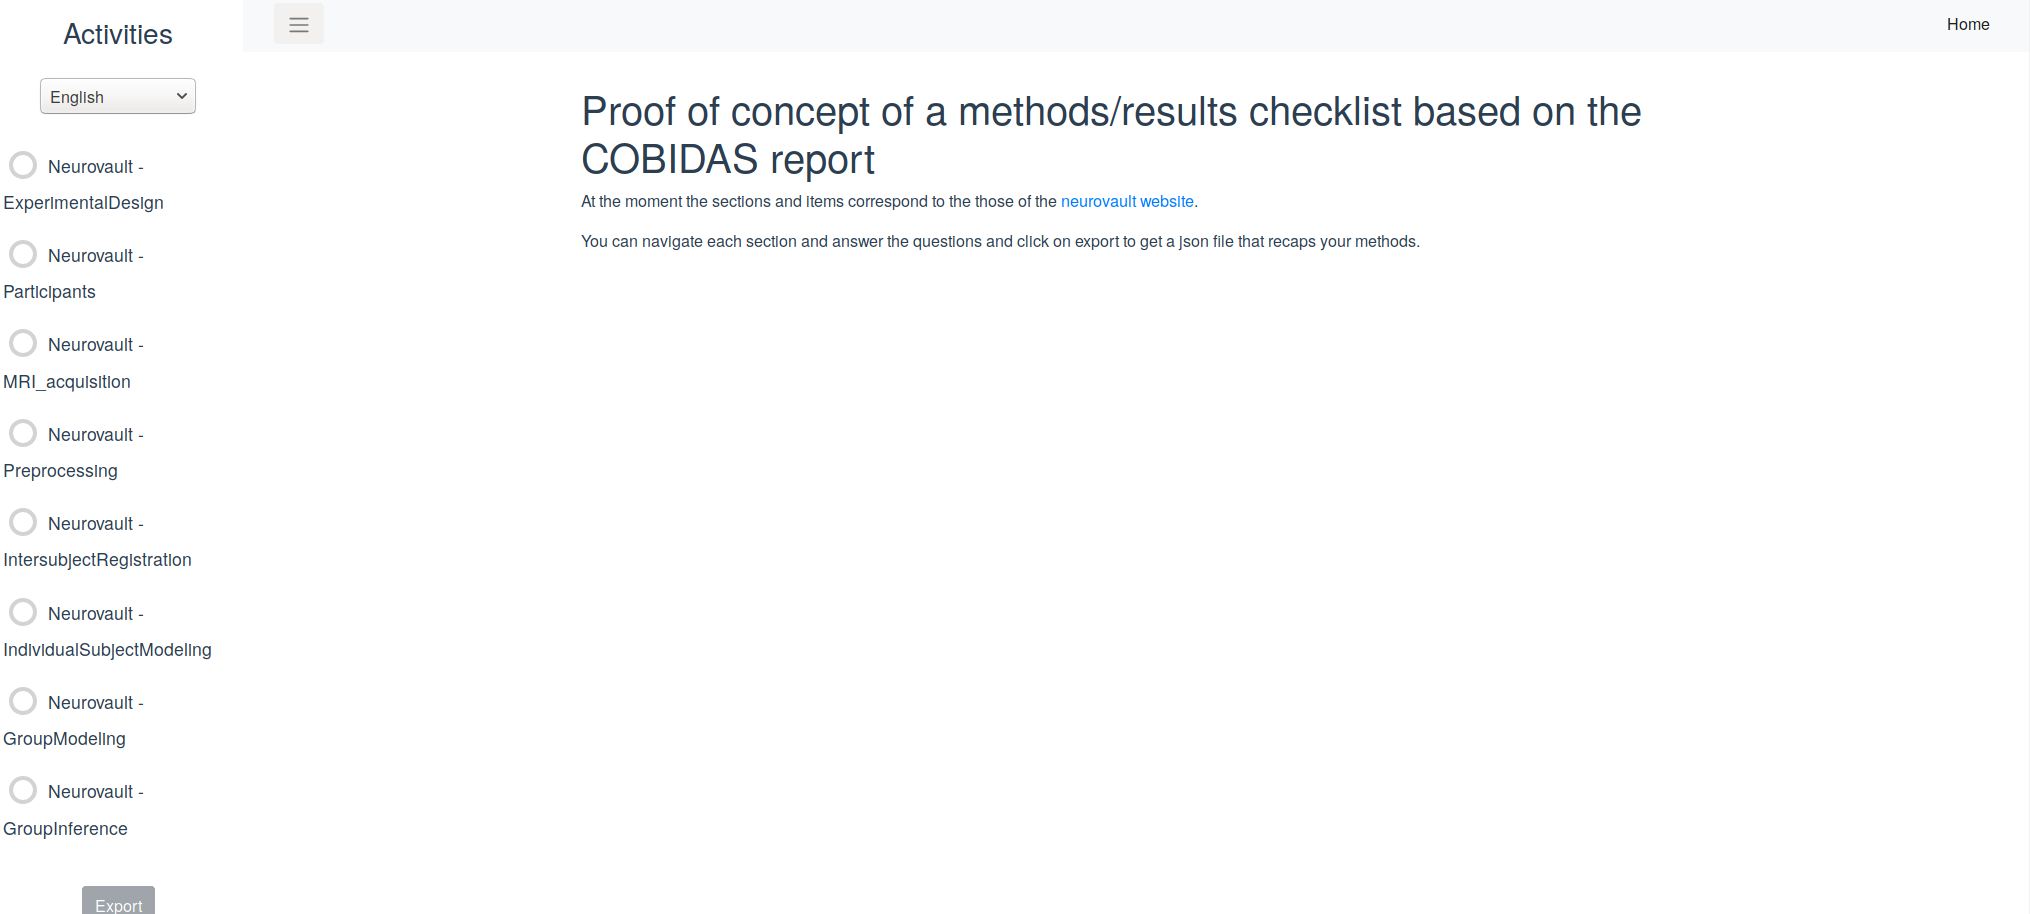 Activities
English
Neurovault -
ExperimentalDesign
Neurovault -
Participants
Neurovault -
MRI_acquisition
Neurovault -
Preprocessing
Neurovault -
IntersubjectRegistration
Neurovault -
IndividualSubjectModeling
Neurovault -
GroupModeling
Neurovault -
GroupInference
Export
Home
Proof of concept of a methods/results checklist based on the
COBIDAS report
At the moment the sections and items correspond to the those of the neurovault website.
You can navigate each section and answer the questions and click on export to get a json file that recaps your methods.